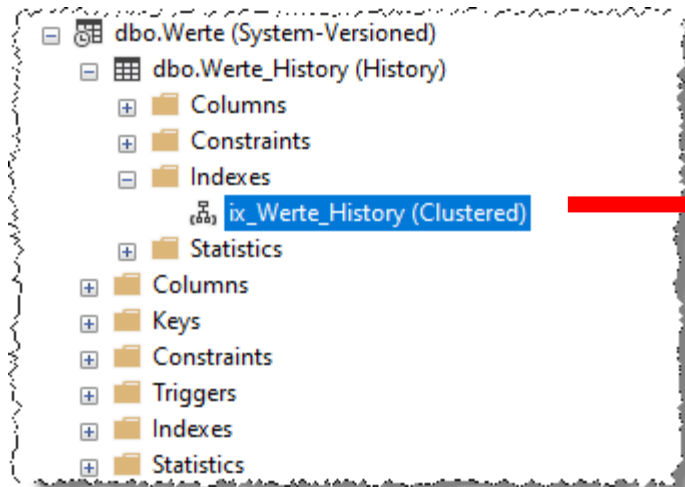 dbo.Werte (System-Versioned)
dbo.Werte_History (History)
Columns
Constraints
Indexes
ix_Werte_History (Clustered)
Statistics
Columns
Keys
Constraints
Triggers
Indexes
Statistics